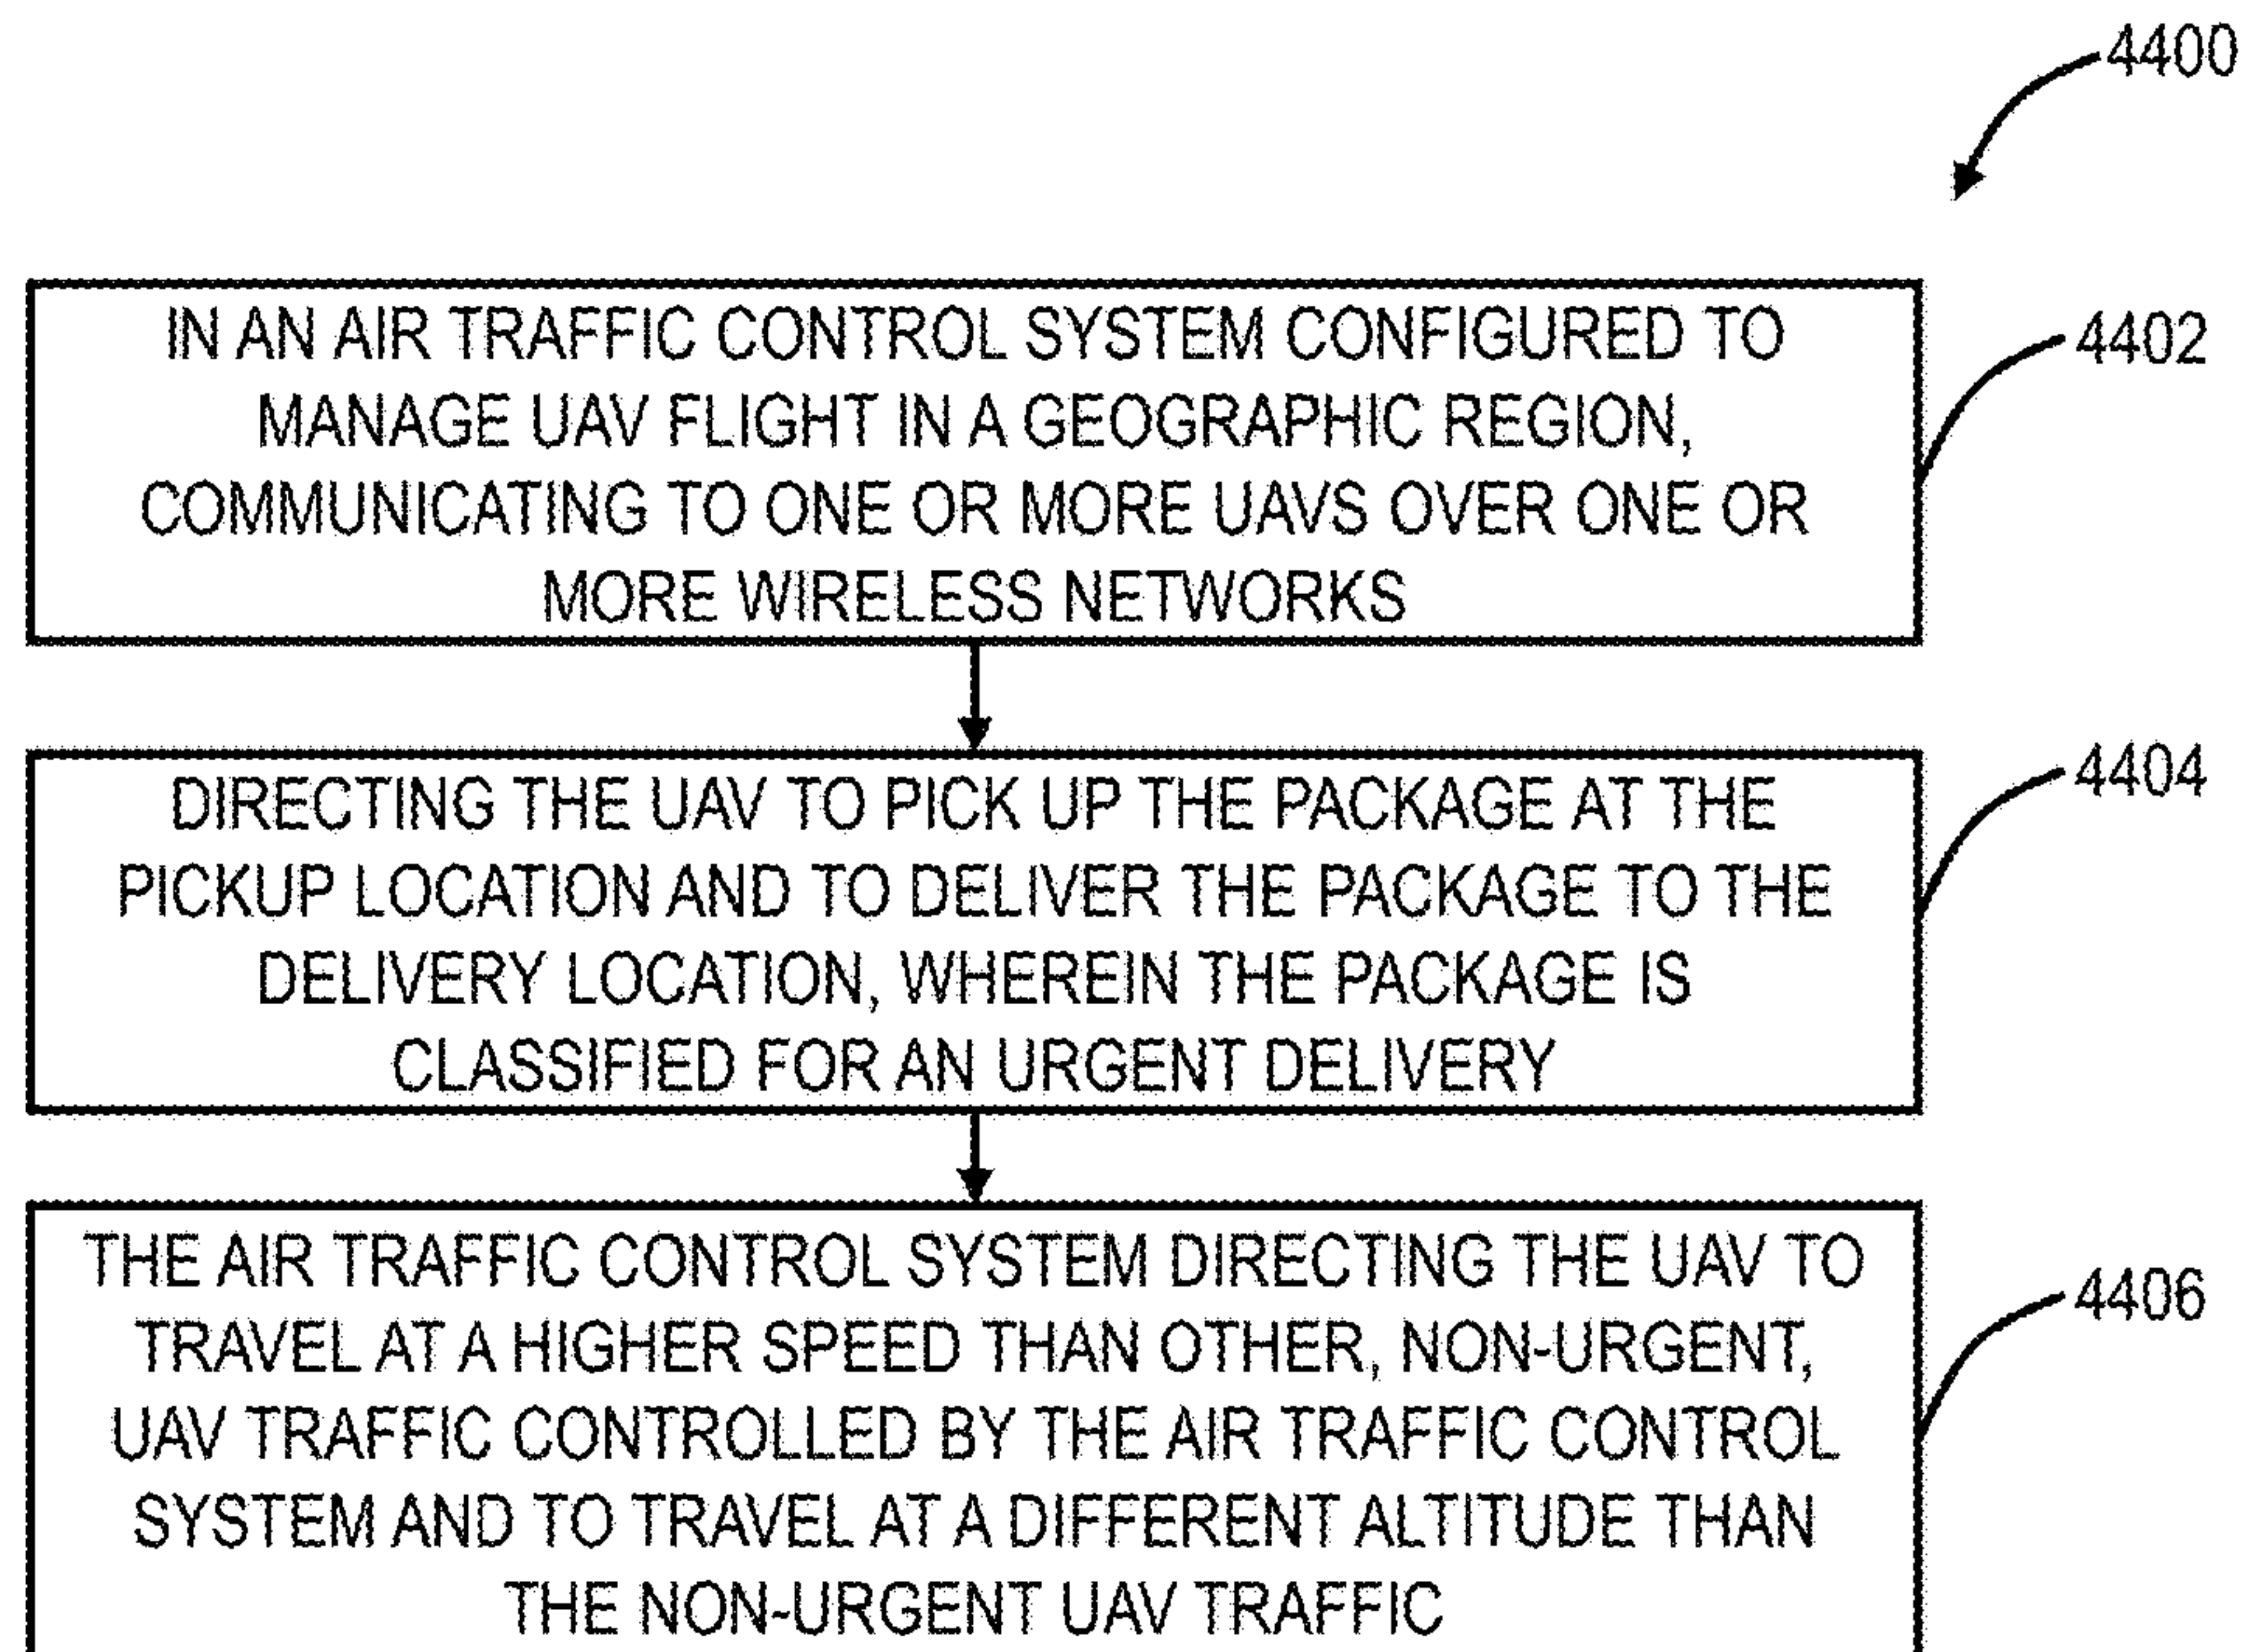 4400
IN AN AIR TRAFFIC CONTROL SYSTEM CONFIGURED TO
MANAGE UAV FLIGHT IN A GEOGRAPHIC REGION,
COMMUNICATING TO ONE OR MORE UAVS OVER ONE OR
MORE WIRELESS NETWORKS
4402
DIRECTING THE UAV TO PICK UP THE PACKAGE AT THE
PICKUP LOCATION AND TO DELIVER THE PACKAGE TO THE
DELIVERY LOCATION, WHEREIN THE PACKAGE IS
CLASSIFIED FOR AN URGENT DELIVERY
4404
THE AIR TRAFFIC CONTROL SYSTEM DIRECTING THE UAV TO
TRAVEL AT A HIGHER SPEED THAN OTHER, NON-URGENT,
UAV TRAFFIC CONTROLLED BY THE AIR TRAFFIC CONTROL
SYSTEM AND TO TRAVEL AT A DIFFERENT ALTITUDE THAN
THE NON-URGENT UAV TRAFFIC
4406